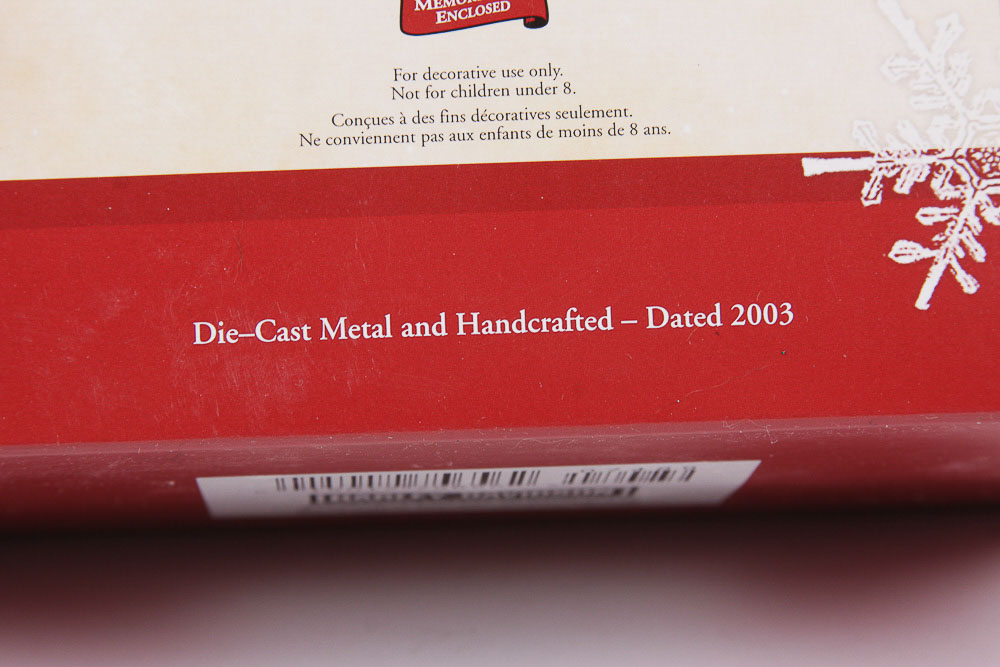 ENCLOSED
For decorative use only.
Not for children under 8.
Conçues à des fins décoratives seulement.
Ne conviennent pas aux enfants de moins de 8 ans.
Die–Cast Metal and Handcrafted – Dated 2003